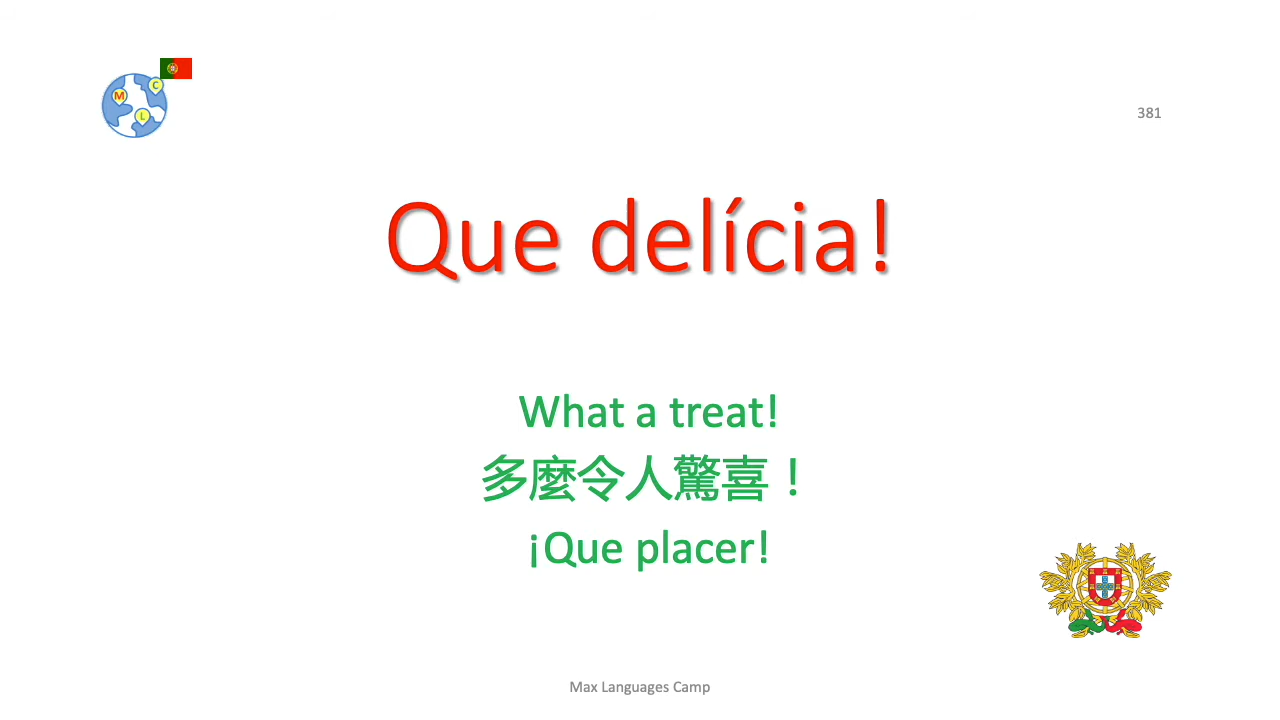 M
C
L
381
Que delícia!
What a treat!
多麼令人驚喜！
¡Que placer!
Max Languages Camp